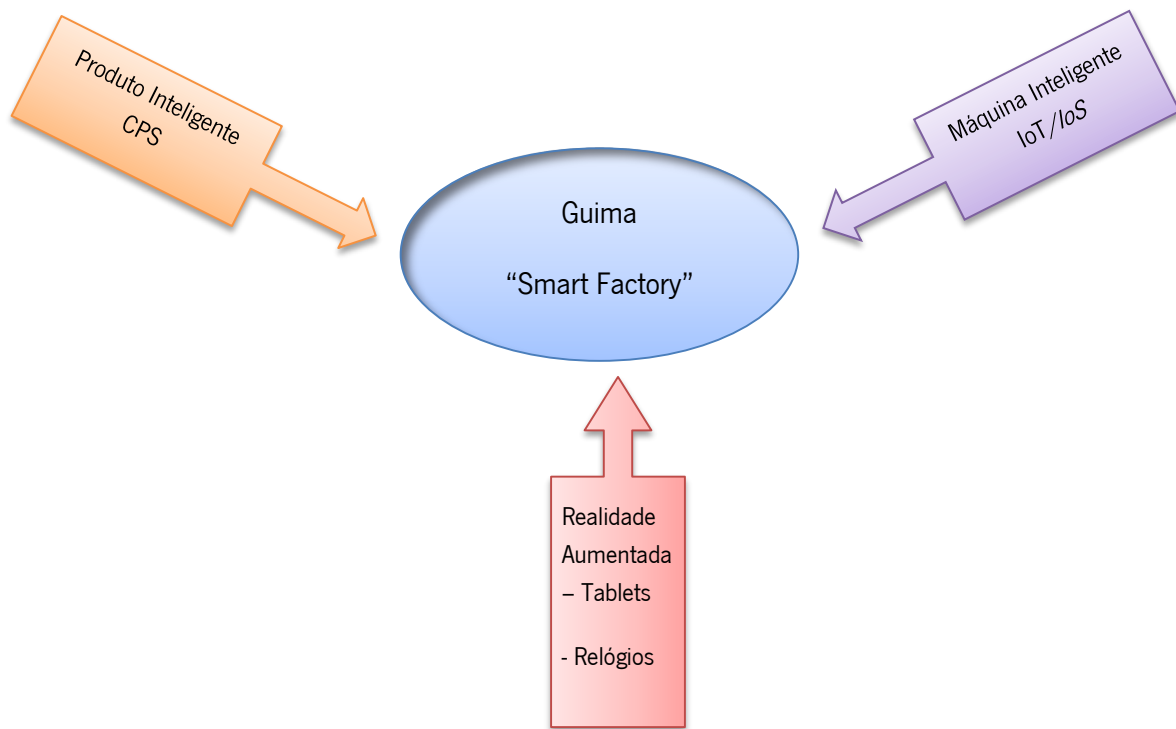 Produto Inteligente
CPS
Máquina Inteligente
IoT/IoS
Guima
“Smart Factory”
Realidade
Aumentada
– Tablets
- Relógios